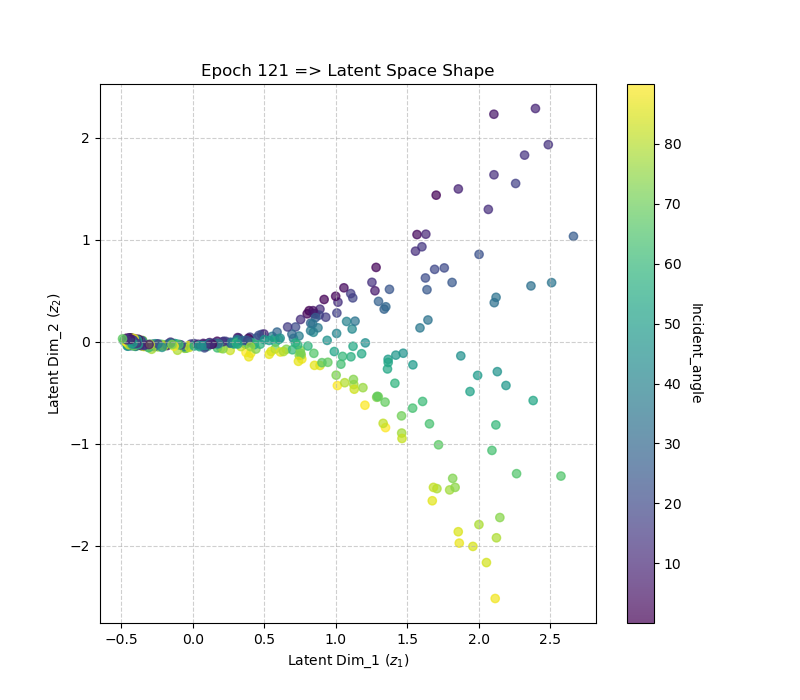 Epoch 121 => Latent Space Shape
Latent Dim_2 (z₂)
2
1
0
−1
−2
−0.5 0.0 0.5 1.0 1.5 2.0 2.5
Latent Dim_1 (z₁)
80
70
60
50
40
30
20
10
Incident_angle